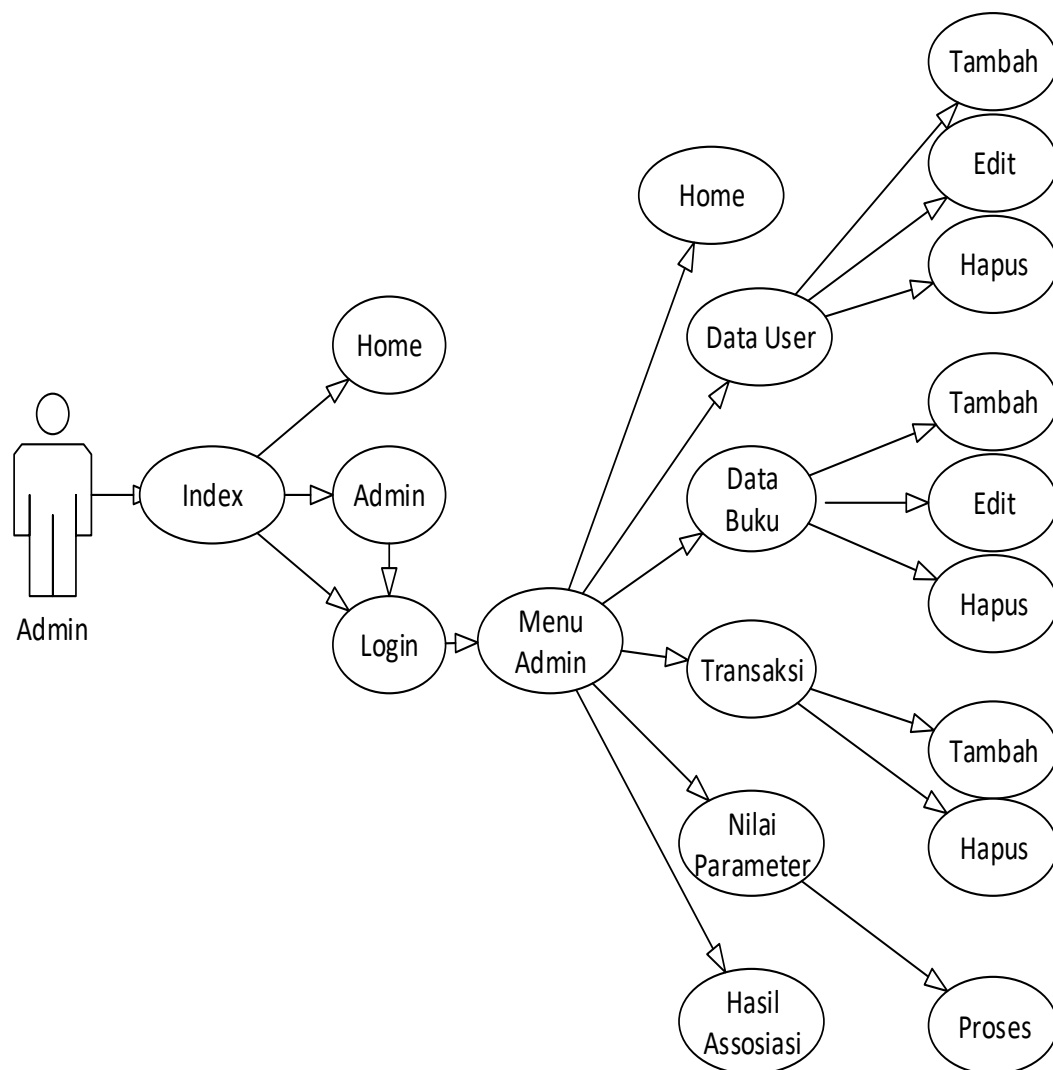 Tambah
Edit
Hapus
Home
Data User
Home
Tambah
Data
Buku
Edit
Hapus
Index
Admin
Admin
Login
Menu
Admin
Transaksi
Tambah
Hapus
Nilai
Parameter
Hasil
Assosiasi
Proses